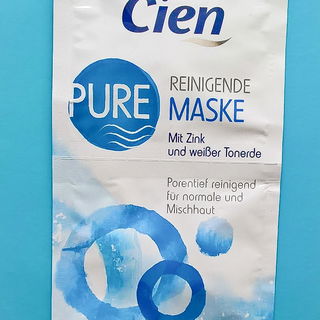 Cien
PURE
REINIGENDE
MASKE
Mit Zink
und weißer Tonerde
Porentief reinigend
für normale und
Mischhaut